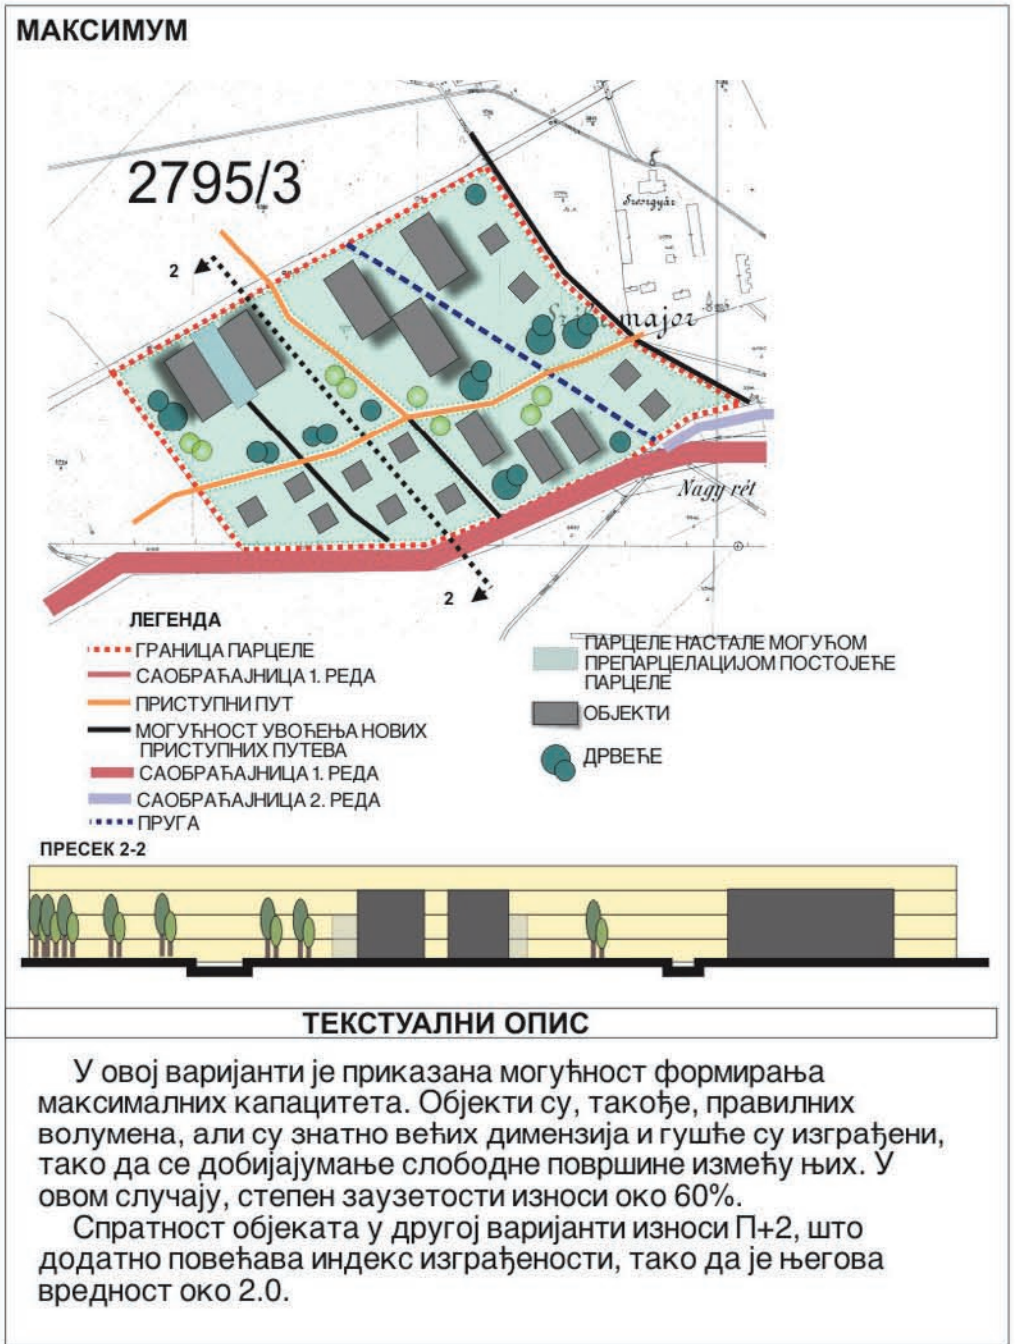 МАКСИМУМ
2795/3
2
Szeszgyár
major
Nagy rét
2
ЛЕГЕНДА
ГРАНИЦА ПАРЦЕЛЕ
САОБРАЋАЈНИЦА 1. РЕДА
ПРИСТУПНИ ПУТ
МОГУЋНОСТ УВОЂЕЊА НОВИХ
ПРИСТУПНИХ ПУТЕВА
САОБРАЋАЈНИЦА 1. РЕДА
САОБРАЋАЈНИЦА 2. РЕДА
ПРУГА
ПАРЦЕЛЕ НАСТАЛЕ МОГУЋОМ
ПРЕПАРЦЕЛАЦИЈОМ ПОСТОЈЕЋЕ
ПАРЦЕЛЕ
ОБЈЕКТИ
ДРВЕЋЕ
ПРЕСЕК 2-2
ТЕКСТУАЛНИ ОПИС
У овој варијанти је приказана могућност формирања
максималних капацитета. Објекти су, такође, правилних
волумена, али су знатно већих димензија и гушће су изграђени,
тако да се добијајумање слободне површине између њих. У
овом случају, степен заузетости износи око 60%.
Спратност објеката у другој варијанти износи П+2, што
додатно повећава индекс изграђености, тако да је његова
вредност око 2.0.